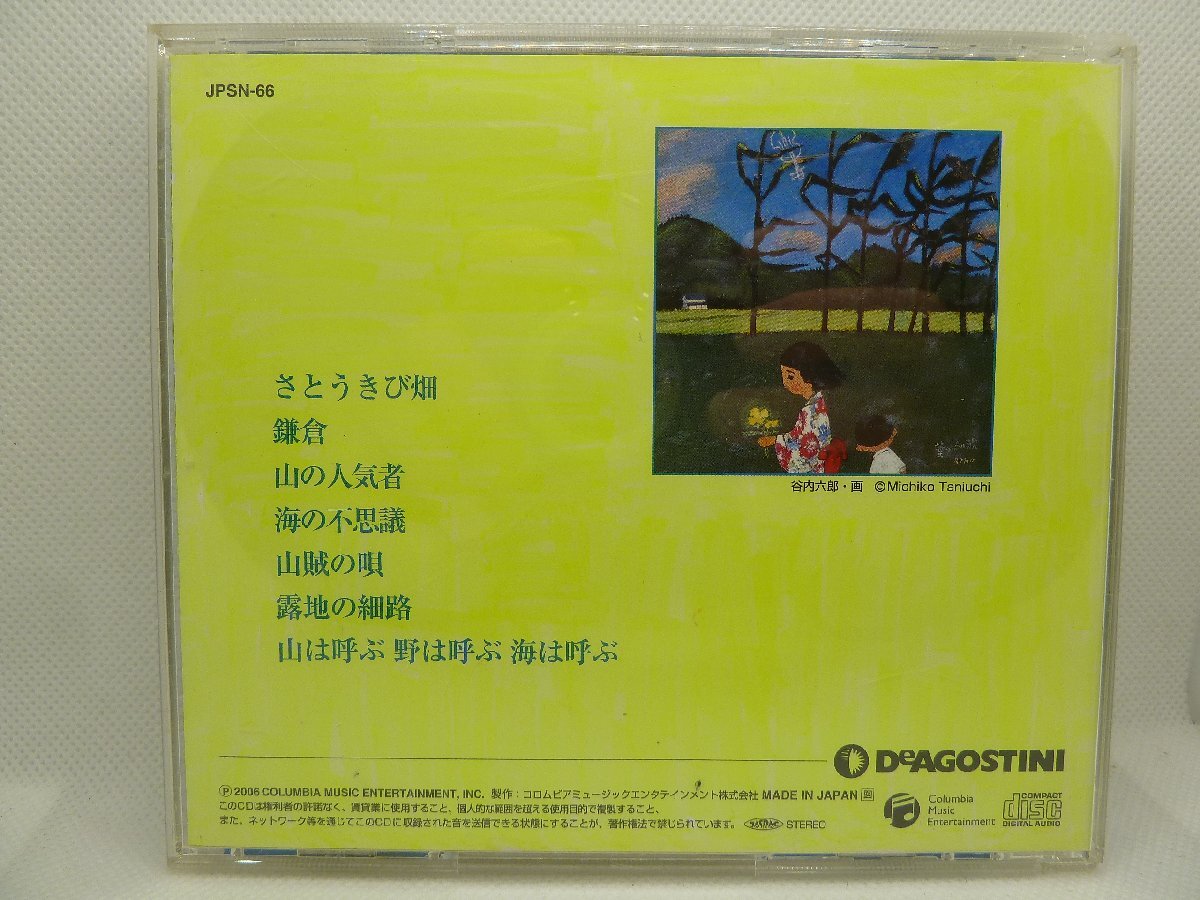 JPSN-66
谷内六郎・画 ©Michiko Taniuchi
さとうきび畑
鎌倉
山の人気者
海の不思議
山賊の唄
露地の細路
山は呼ぶ 野は呼ぶ 海は呼ぶ
DeAGOSTINI
Ⓟ2006 COLUMBIA MUSIC ENTERTAINMENT, INC. 製作：コロムビアミュージックエンタテインメント株式会社 MADE IN JAPAN
このCDは権利者の許諾なく、賃貸業に使用すること、個人的な範囲を超える使用目的で複製すること、
また、ネットワーク等を通じてこのCDに収録された音を送信できる状態にすることが、著作権法で禁じられています。 JASRAC STEREO
Columbia
Music
Entertainment
COMPACT
disc
DIGITAL AUDIO